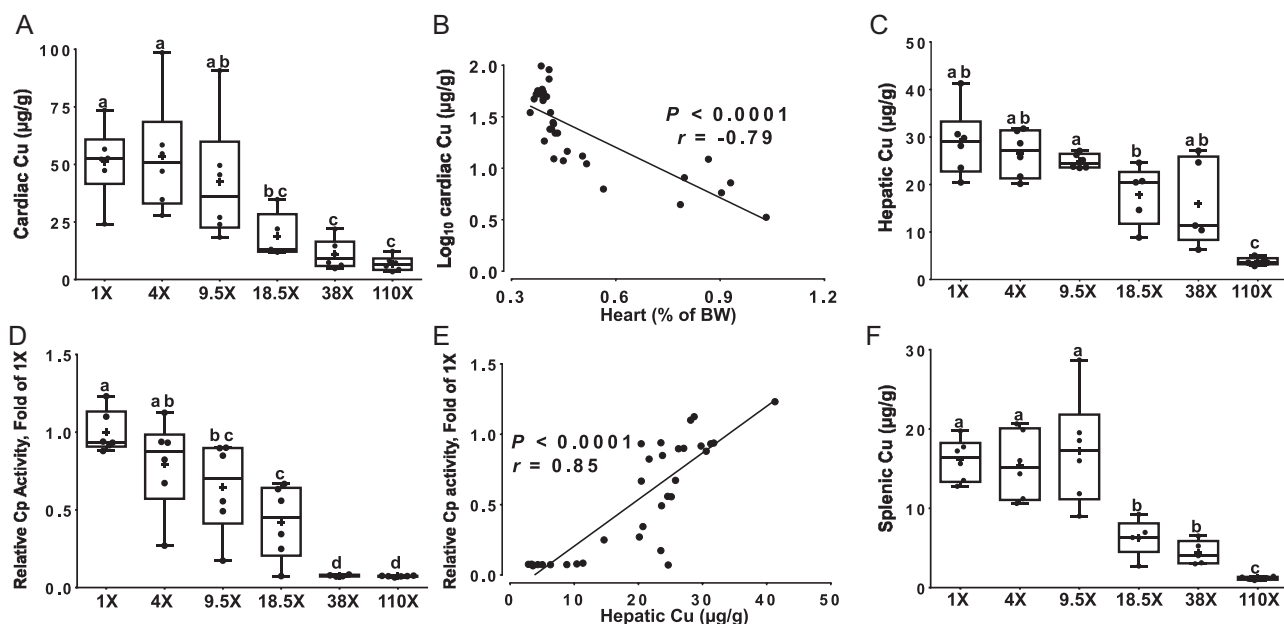 A
Cardiac Cu (µg/g)
100
75
50
25
0
a
a
a b
b c
c
c
1X
4X
9.5X
18.5X
38X
110X
B
Log10 cardiac Cu (µg/g)
2.0
1.5
1.0
0.5
0.0
P < 0.0001
r = -0.79
0.3
0.6
0.9
1.2
Heart (% of BW)
C
Hepatic Cu (µg/g)
50
40
30
20
10
0
a b
a b
a
b
a b
c
1X
4X
9.5X
18.5X
38X
110X
D
Relative Cp Activity, Fold of 1X
1.5
1.0
0.5
0.0
a
a b
b c
c
d
d
1X
4X
9.5X
18.5X
38X
110X
E
Relative Cp activity, Fold of 1X
1.5
1.0
0.5
0.0
P < 0.0001
r = 0.85
0
10
20
30
40
50
Hepatic Cu (µg/g)
F
Splenic Cu (µg/g)
30
20
10
0
a
a
a
b
b
c
1X
4X
9.5X
18.5X
38X
110X